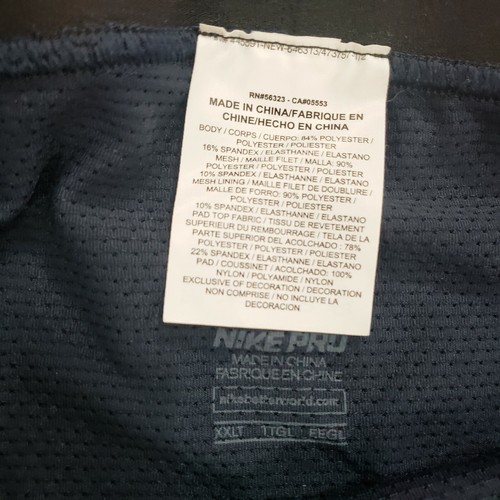 RN#56323 - CA#05553
MADE IN CHINA/FABRIQUE EN
CHINE/HECHO EN CHINA
BODY / CORPS / CUERPO: 84% POLYESTER /
POLYESTER / POLIESTER
16% SPANDEX / ELASTHANNE / ELASTANO
MESH / MAILLE FILET / MALLA: 90%
POLYESTER / POLYESTER / POLIESTER
10% SPANDEX / ELASTHANNE / ELASTANO
MESH LINING / MAILLE FILET DE DOUBLURE /
MALLE DE FORRO: 90% POLYESTER /
POLYESTER / POLIESTER
10% SPANDEX / ELASTHANNE / ELASTANO
PAD TOP FABRIC / TISSU DE REVETEMENT
SUPERIEUR DU REMBOURRAGE / TELA DE LA
PARTE SUPERIOR DEL ACOLCHADO : 78%
POLYESTER / POLYESTER / POLIESTER
22% SPANDEX / ELASTHANNE / ELASTANO
PAD / COUSSINET / ACOLCHADO: 100%
NYLON / POLYAMIDE / NYLON
EXCLUSIVE OF DECORATION / DECORATION
NON COMPRISE / NO INCLUYE LA
DECORACION
NIKE PRO
MADE IN CHINA
FABRIQUE EN CHINE
nikebetterworld.com
XXLT TTGL EEGL